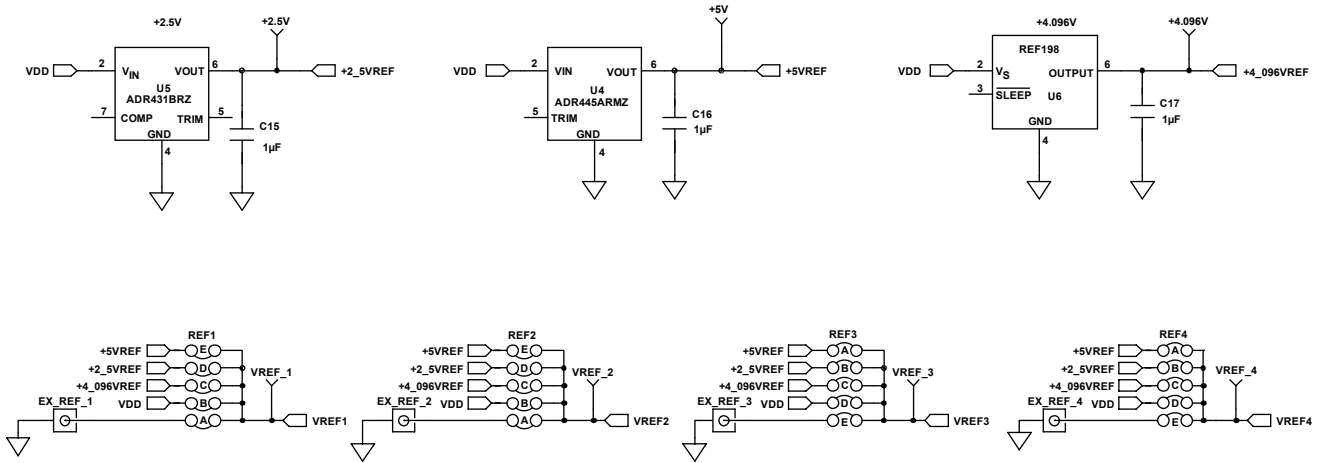 +2.5V
+2.5V
VDD
2
VIN
VOUT
6
+2_5VREF
U5
ADR431BRZ
7
COMP
TRIM
5
GND
4
C15
1µF
+5V
VDD
2
VIN
VOUT
6
+5VREF
U4
ADR445ARMZ
5
TRIM
GND
4
C16
1µF
+4.096V
+4.096V
REF198
VDD
2
VS
OUTPUT
6
+4_096VREF
3
SLEEP
U6
GND
4
C17
1µF
REF1
+5VREF
E
+2_5VREF
D
VREF_1
+4_096VREF
C
EX_REF_1
VDD
B
A
VREF1
REF2
+5VREF
E
+2_5VREF
D
VREF_2
+4_096VREF
C
EX_REF_2
VDD
B
A
VREF2
REF3
+5VREF
A
+2_5VREF
B
VREF_3
+4_096VREF
C
EX_REF_3
VDD
D
E
VREF3
REF4
+5VREF
A
+2_5VREF
B
VREF_4
+4_096VREF
C
EX_REF_4
VDD
D
E
VREF4